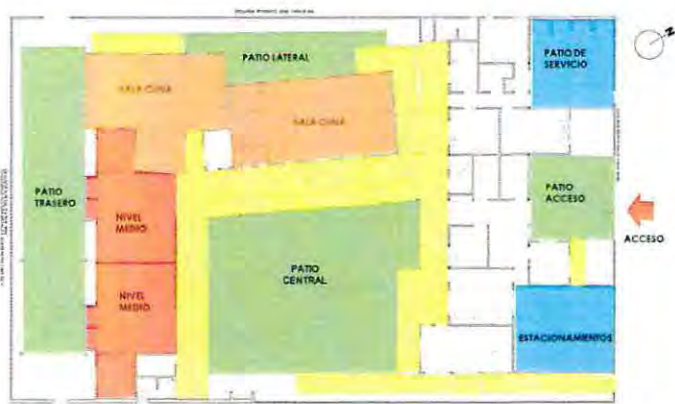 PATIO LATERAL
PATIO DE
SERVICIO
N
SALA CUNA
SALA CUNA
PATIO
TRASERO
NIVEL
MEDIO
PATIO
ACCESO
ACCESO
PATIO
CENTRAL
NIVEL
MEDIO
ESTACIONAMIENTOS